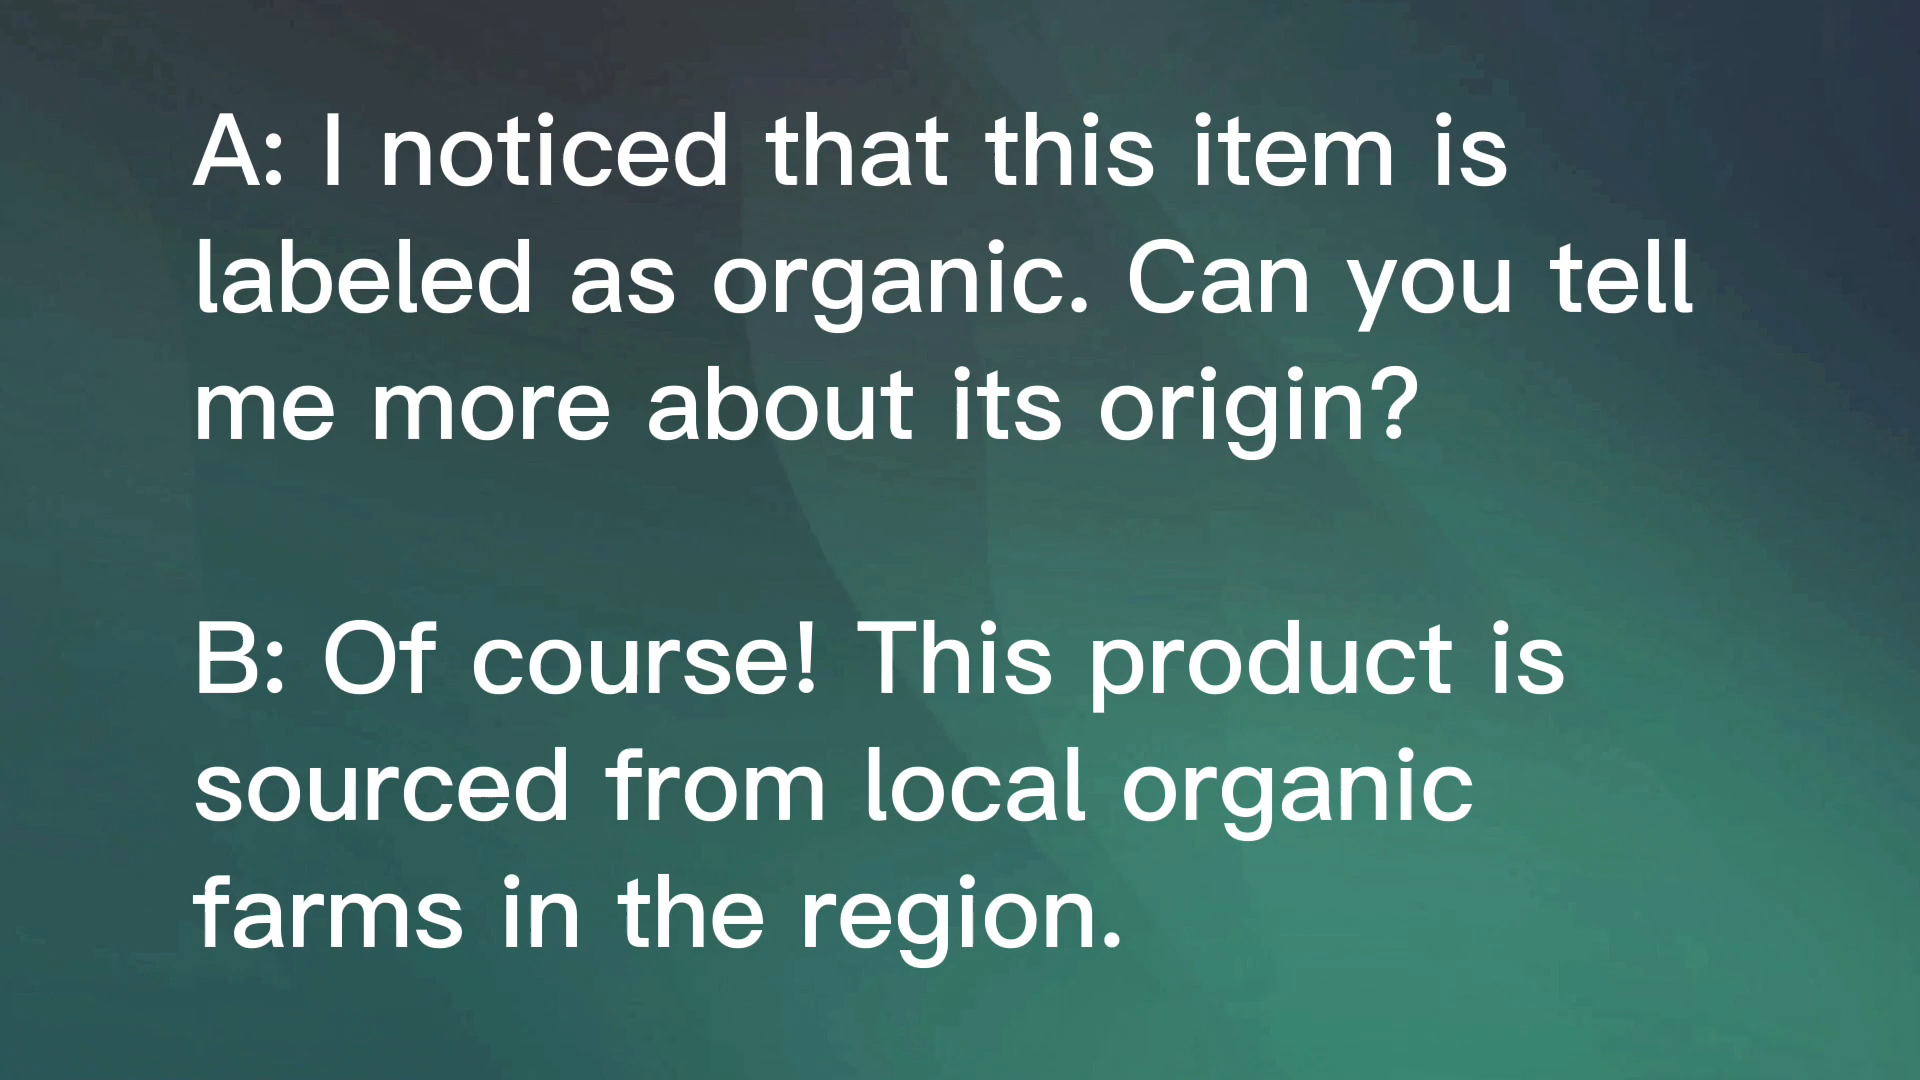 A: I noticed that this item is
labeled as organic. Can you tell
me more about its origin?
B: Of course! This product is
sourced from local organic
farms in the region.